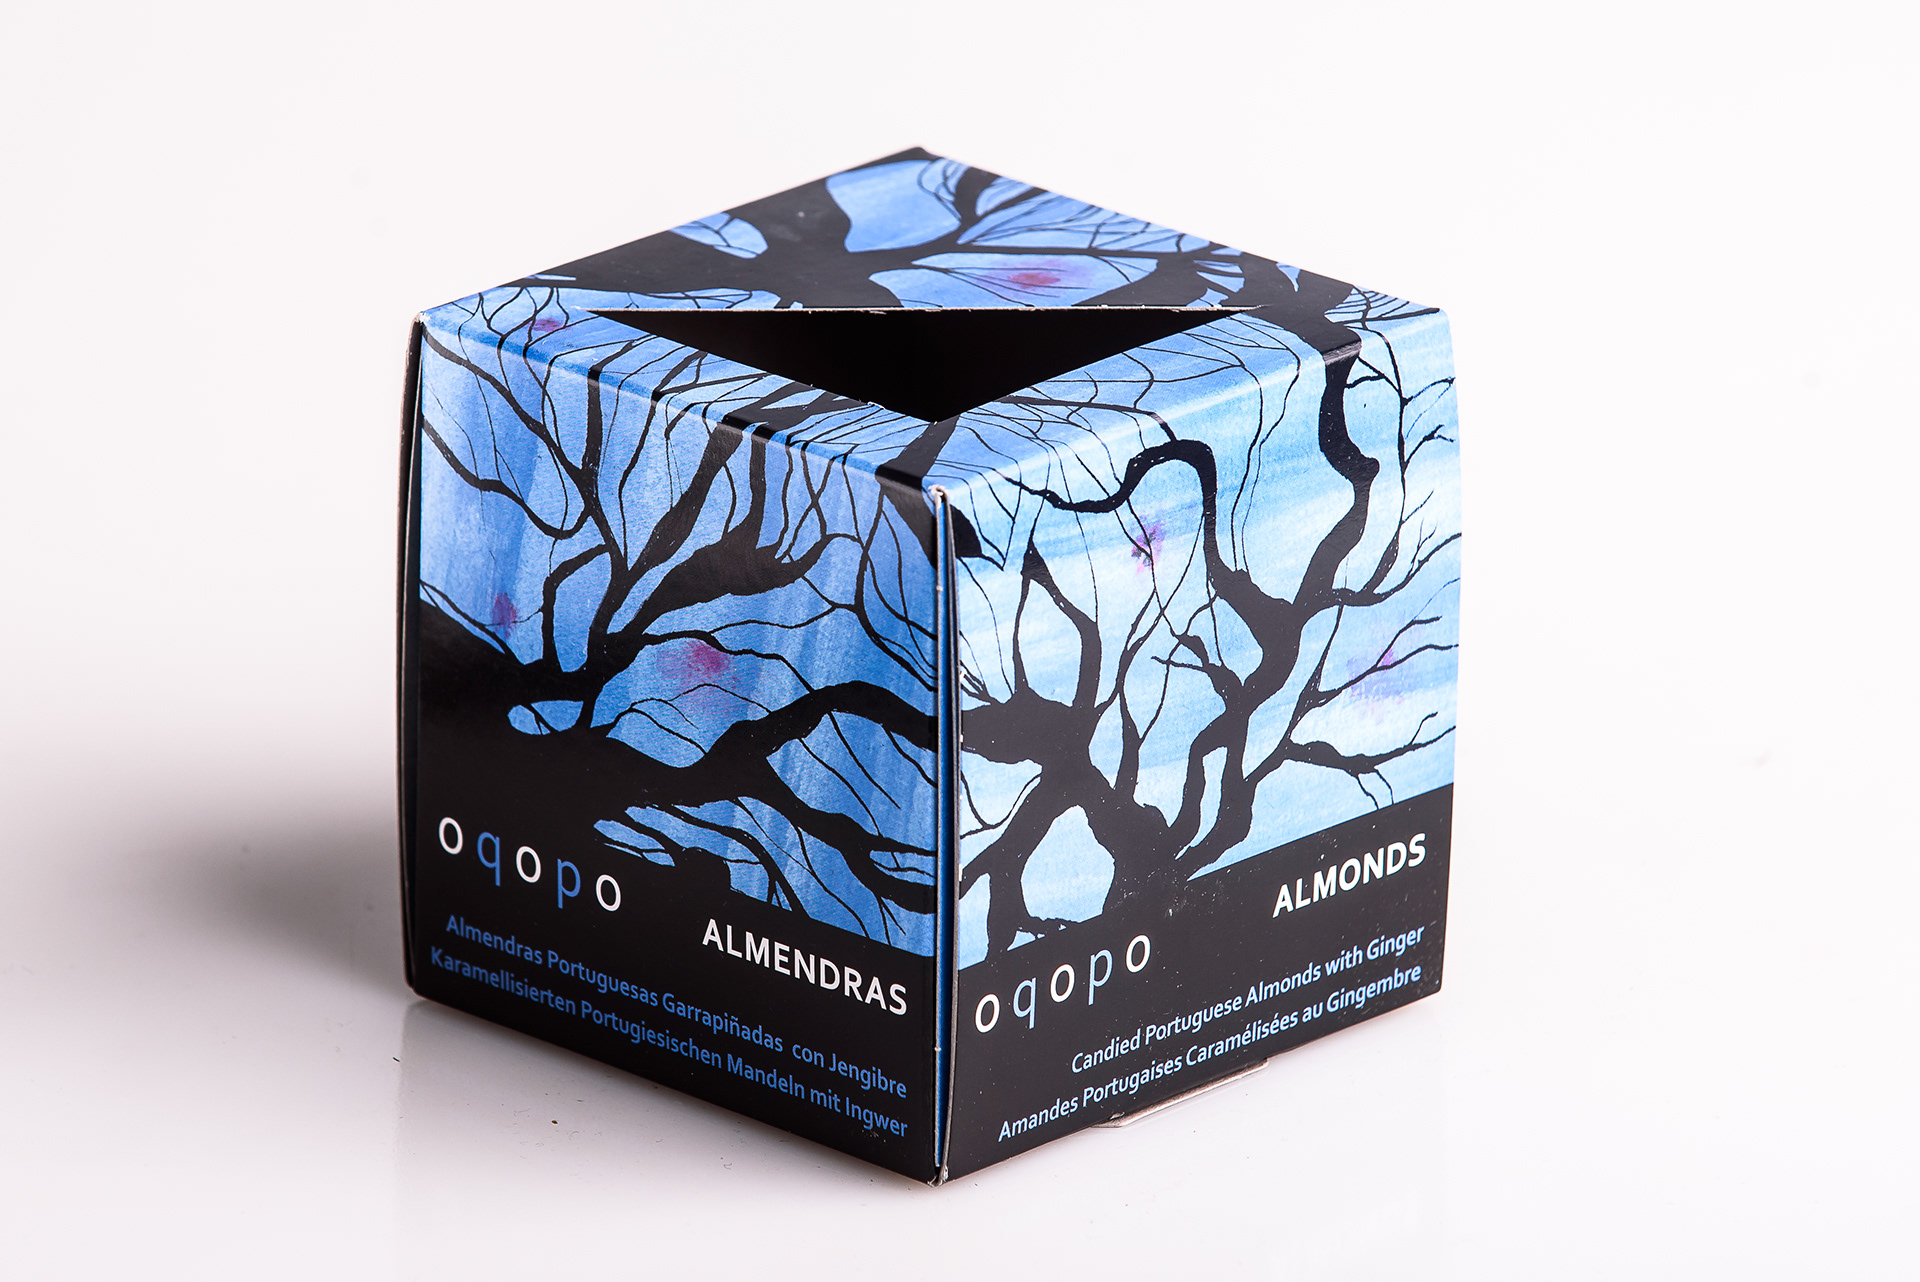 oqopo
ALMENDRAS
Almendras Portuguesas Garrapiñadas con Jengibre
Karamellisierten Portugiesischen Mandeln mit Ingwer
ALMONDS
oqopo
Candied Portuguese Almonds with Ginger
Amandes Portugaises Caramélisées au Gingembre